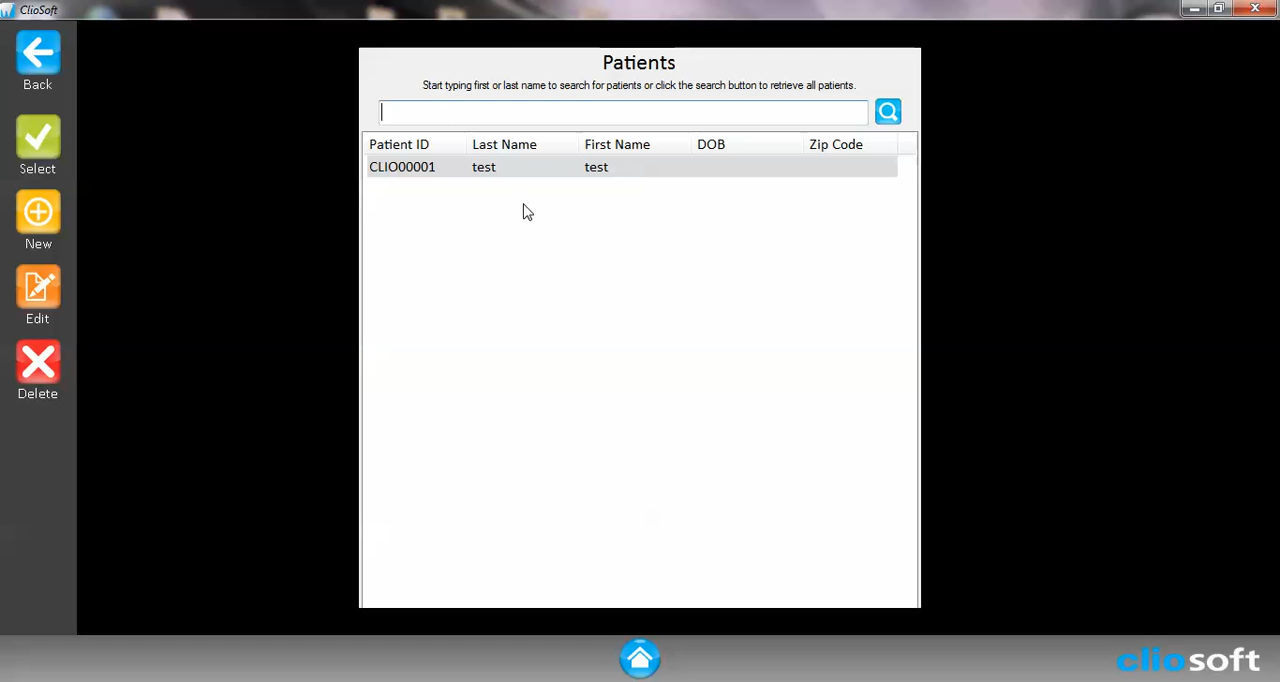 ClioSoft
Back
Select
New
Edit
Delete
Patients
Start typing first or last name to search for patients or click the search button to retrieve all patients.
Patient ID Last Name First Name DOB Zip Code
CLIO00001 test test
cliosoft